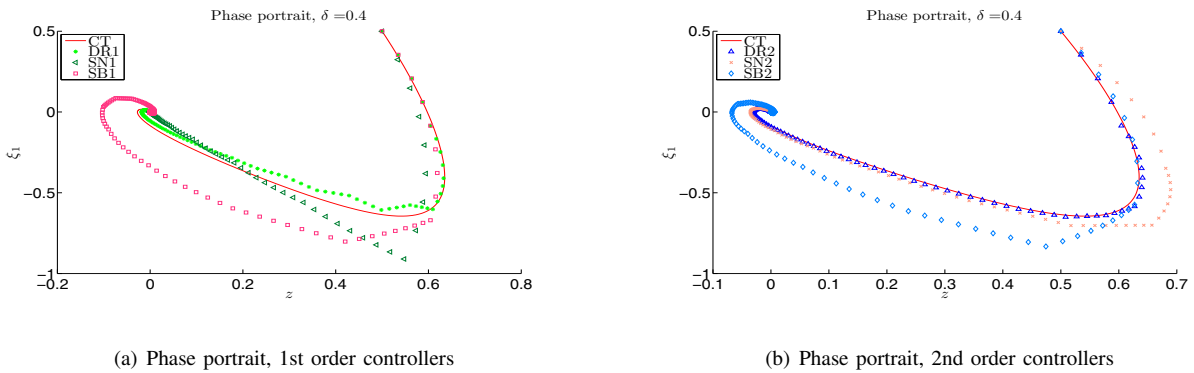 Phase portrait, δ =0.4
0.5
0
−0.5
−1
ξ1
CT
DR1
SN1
SB1
−0.2 0 0.2 0.4 0.6 0.8
z
(a) Phase portrait, 1st order controllers
Phase portrait, δ =0.4
0.5
0
−0.5
−1
ξ1
CT
DR2
SN2
SB2
−0.1 0 0.1 0.2 0.3 0.4 0.5 0.6 0.7
z
(b) Phase portrait, 2nd order controllers